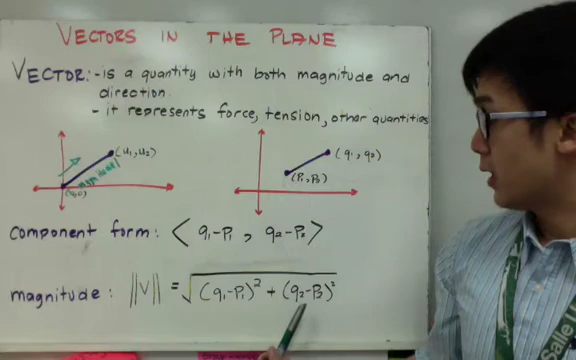 VECTORS IN THE PLANE
VECTOR: - is a quantity with both magnitude and
direction.
- it represents force, tension, other quantities
(u₁, u₂)
magnitude
(0,0)
(q₁, q₂)
(P₁, P₂)
component form: ⟨ q₁-P₁ , q₂-P₂ ⟩
magnitude: ||V|| = √(q₁-P₁)² + (q₂-P₂)²